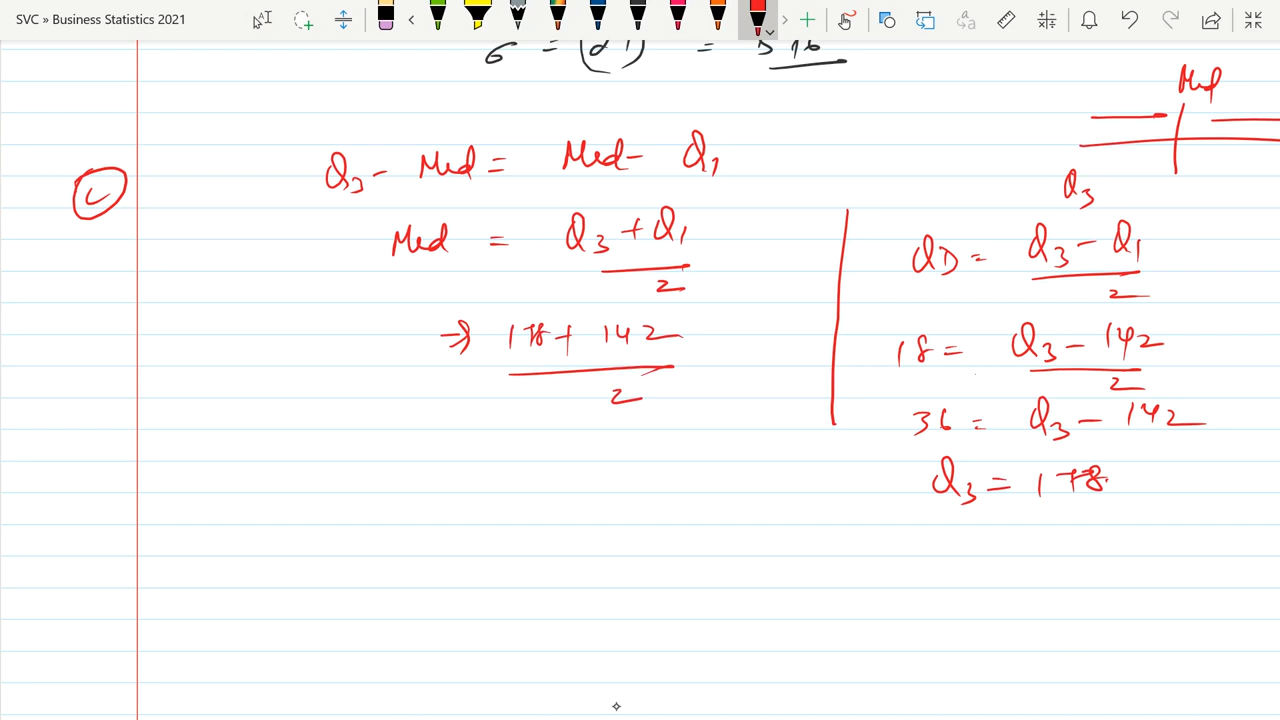 SVC » Business Statistics 2021
Med
Q3 - Med = Med - Q1
Q3
Med = Q3 + Q1
2
⇒ 178 + 142
2
QD = Q3 - Q1
2
18 = Q3 - 142
2
36 = Q3 - 142
Q3 = 178